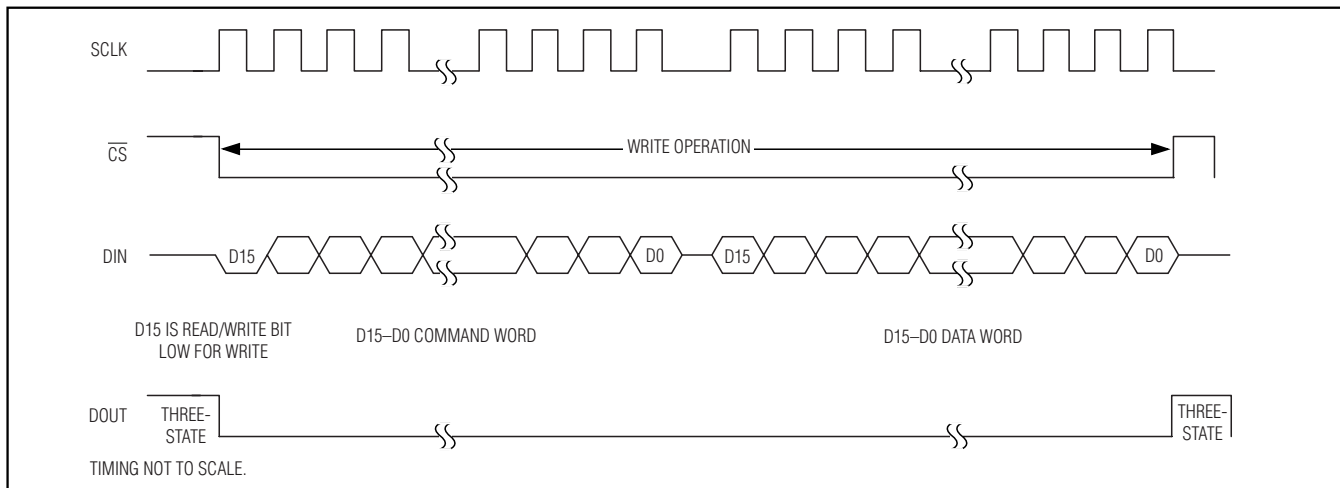 SCLK
CS
WRITE OPERATION
DIN
D15
D0
D15
D0
D15 IS READ/WRITE BIT
LOW FOR WRITE
D15–D0 COMMAND WORD
D15–D0 DATA WORD
DOUT
THREE-
STATE
THREE-
STATE
TIMING NOT TO SCALE.